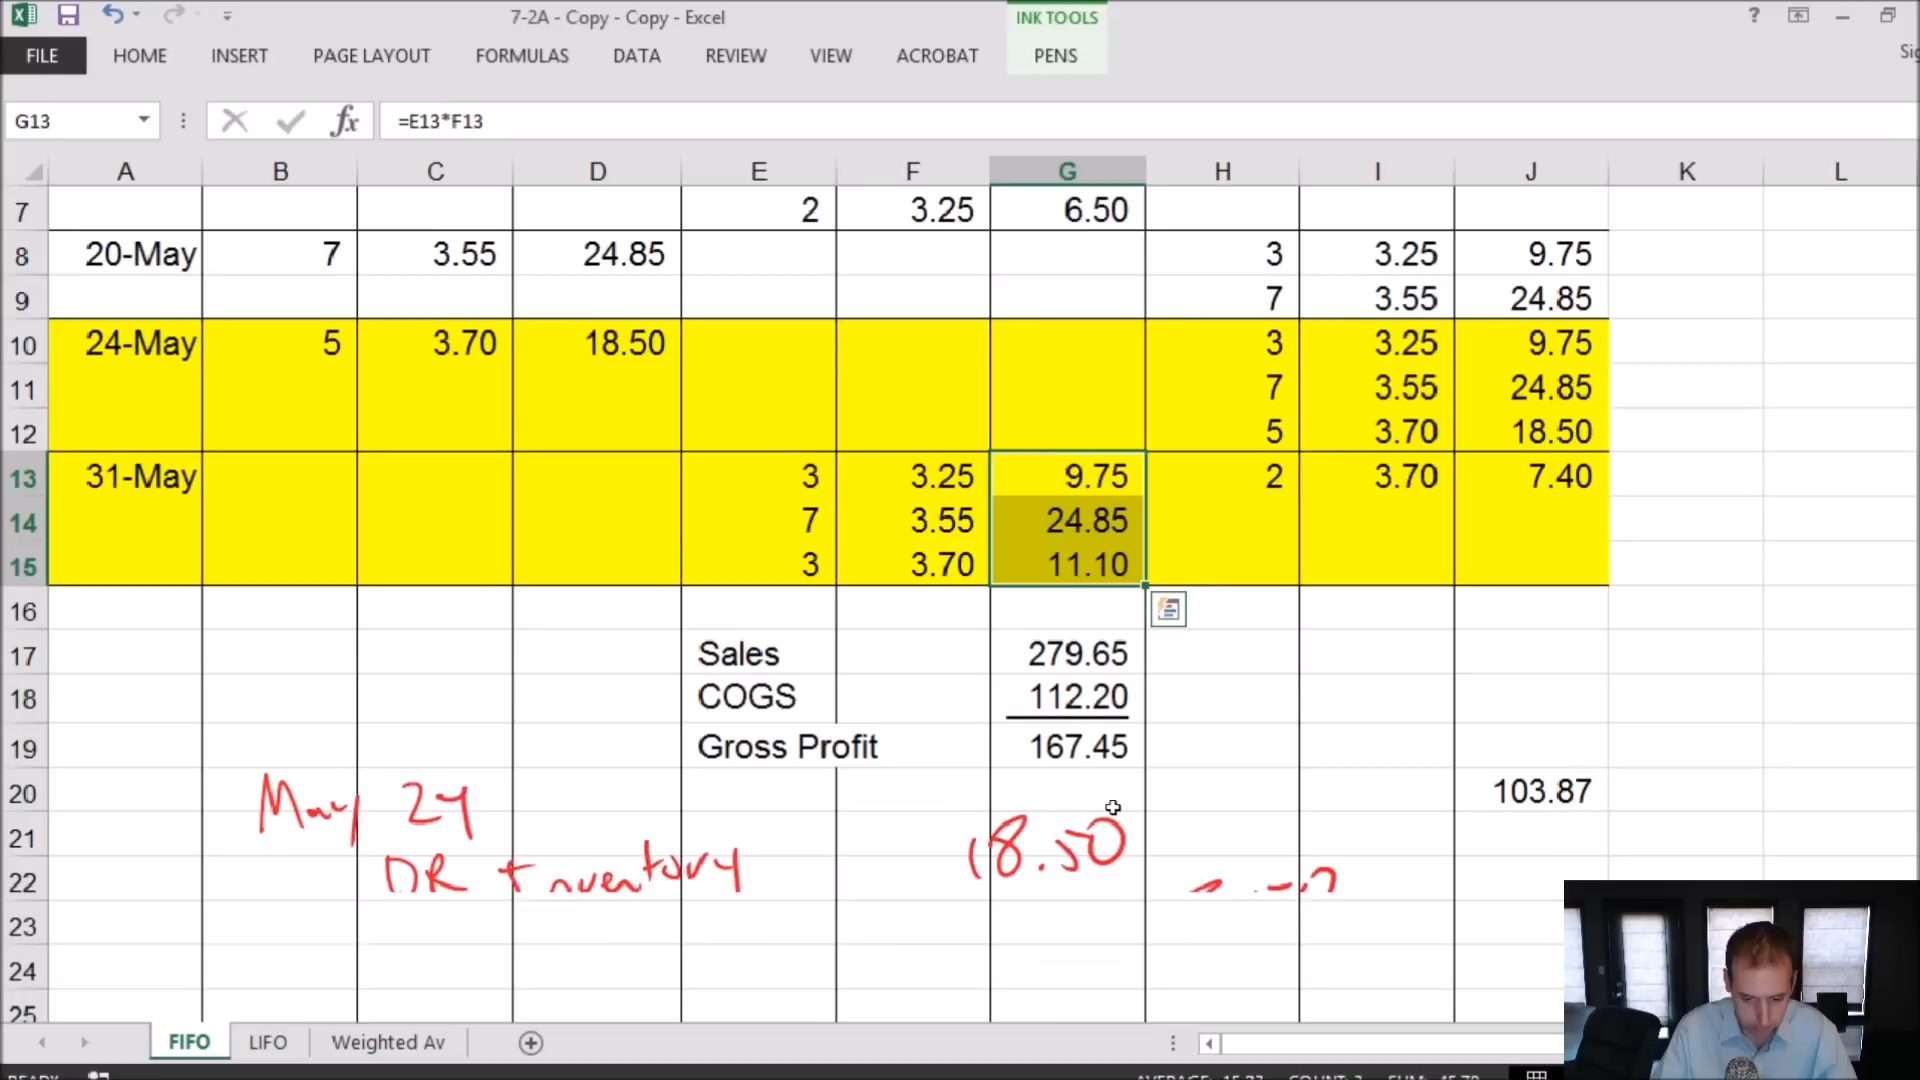 7-2A - Copy - Copy - Excel
INK TOOLS
?
FILE HOME INSERT PAGE LAYOUT FORMULAS DATA REVIEW VIEW ACROBAT PENS
G13 fx =E13*F13
A B C D E F G H I J K L
7 2 3.25 6.50
8 20-May 7 3.55 24.85 3 3.25 9.75
9 7 3.55 24.85
10 24-May 5 3.70 18.50 3 3.25 9.75
11 7 3.55 24.85
12 5 3.70 18.50
13 31-May 3 3.25 9.75 2 3.70 7.40
14 7 3.55 24.85
15 3 3.70 11.10
16
17 Sales 279.65
18 COGS 112.20
19 Gross Profit 167.45
20 May 24 103.87
21 18.50
22 DR Inventory
23
24
25
FIFO LIFO Weighted Av